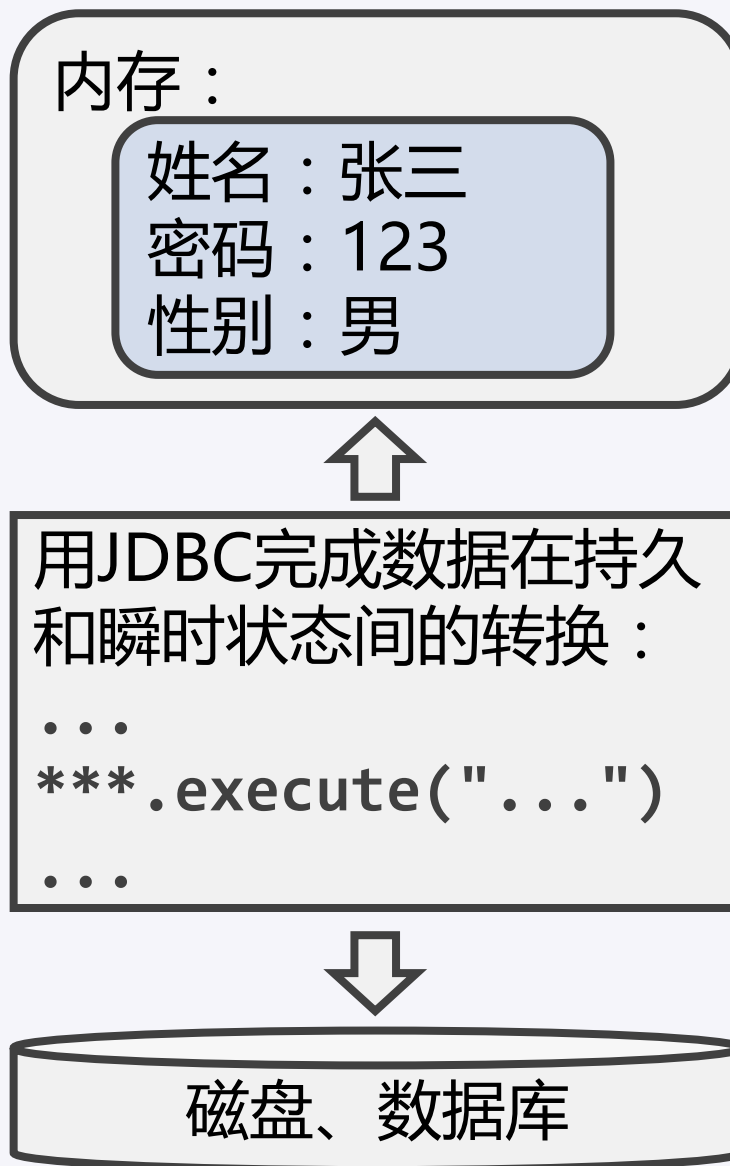 内存：
姓名：张三
密码：123
性别：男
用JDBC完成数据在持久
和瞬时状态间的转换：
...
***.execute("...")
...
磁盘、数据库